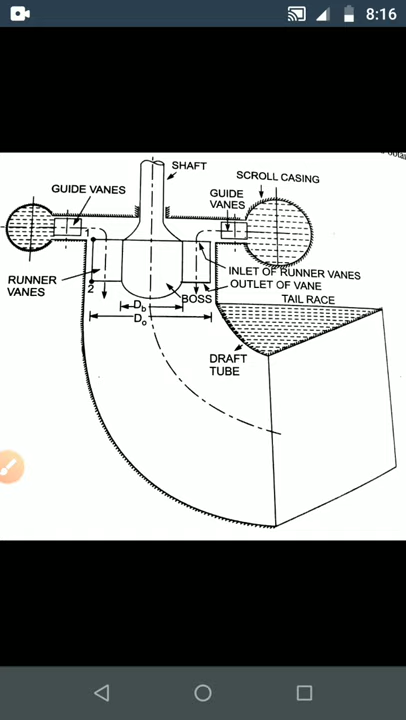 8:16
SHAFT
SCROLL CASING
GUIDE VANES
GUIDE
VANES
1
INLET OF RUNNER VANES
RUNNER
VANES
2
OUTLET OF VANE
BOSS
TAIL RACE
Db
Do
DRAFT
TUBE